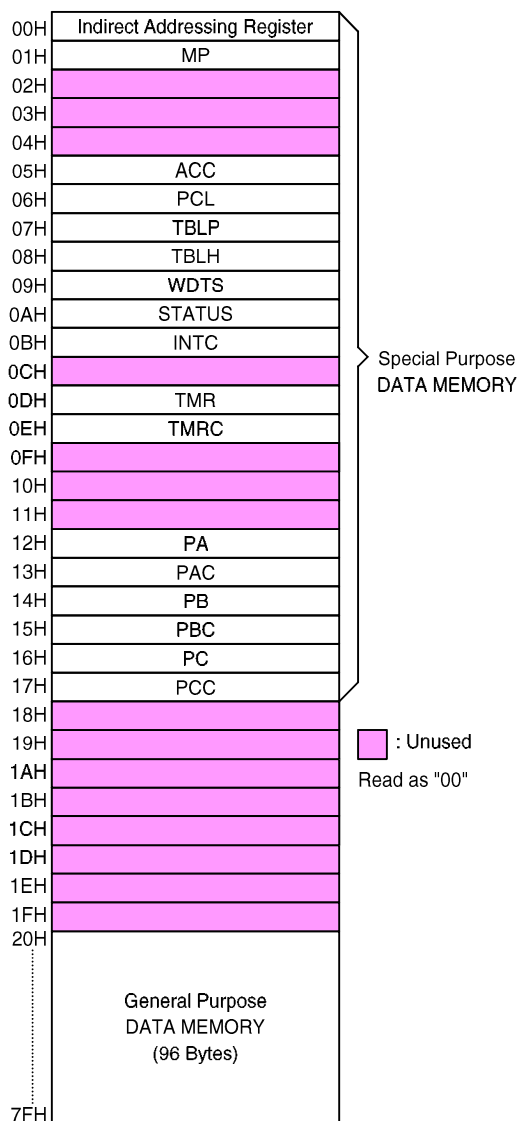 00H Indirect Addressing Register
01H MP
02H
03H
04H
05H ACC
06H PCL
07H TBLP
08H TBLH
09H WDTS
0AH STATUS
0BH INTC
0CH
0DH TMR
0EH TMRC
0FH
10H
11H
12H PA
13H PAC
14H PB
15H PBC
16H PC
17H PCC
18H
19H
1AH
1BH
1CH
1DH
1EH
1FH
20H
7FH
General Purpose
DATA MEMORY
(96 Bytes)
Special Purpose
DATA MEMORY
: Unused
Read as "00"